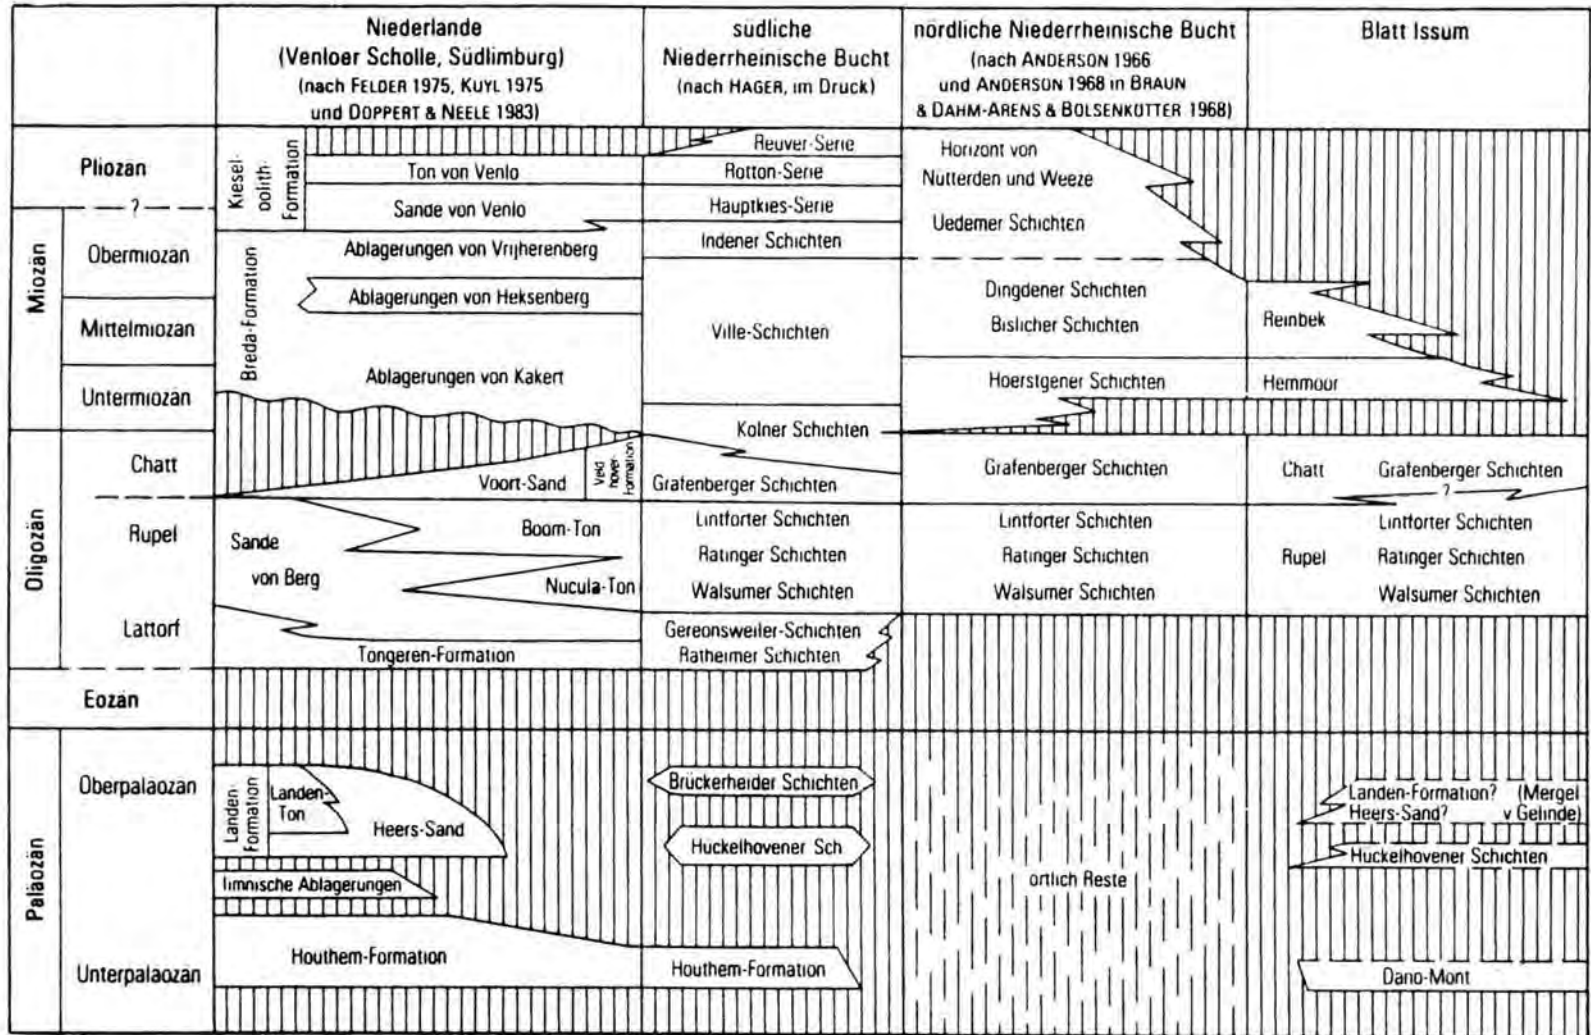 Niederlande
(Venloer Scholle, Südlimburg)
(nach FELDER 1975, KUYL 1975
und DOPPERT & NEELE 1983)
südliche
Niederrheinische Bucht
(nach HAGER, im Druck)
nördliche Niederrheinische Bucht
(nach ANDERSON 1966
und ANDERSON 1968 in BRAUN
& DAHM-ARENS & BOLSENKÖTTER 1968)
Blatt Issum
Pliozän
?
Miozän
Obermiozän
Mittelmiozän
Untermiozän
Oligozän
Chatt
Rupel
Lattorf
Eozän
Paläozän
Oberpaläozän
Unterpaläozän
Kiesel-
oolith-
Formation
Ton von Venlo
Sande von Venlo
Breda-Formation
Ablagerungen von Vrijherenberg
Ablagerungen von Heksenberg
Ablagerungen von Kakert
Voort-Sand
Veld
hover-
Formation
Sande
von Berg
Boom-Ton
Nucula-Ton
Tongeren-Formation
Landen-
Formation
Landen-
Ton
Heers-Sand
limnische Ablagerungen
Houthem-Formation
Reuver-Serie
Rotton-Serie
Hauptkies-Serie
Indener Schichten
Ville-Schichten
Kölner Schichten
Grafenberger Schichten
Lintforter Schichten
Ratinger Schichten
Walsumer Schichten
Gereonsweiler-Schichten
Ratheimer Schichten
Brückerheider Schichten
Hückelhovener Sch
Houthem-Formation
Horizont von
Nütterden und Weeze
Uedemer Schichten
Dingdener Schichten
Bislicher Schichten
Hoerstgener Schichten
Grafenberger Schichten
Lintforter Schichten
Ratinger Schichten
Walsumer Schichten
örtlich Reste
Reinbek
Hemmoor
Chatt Grafenberger Schichten
?
Lintforter Schichten
Rupel Ratinger Schichten
Walsumer Schichten
Landen-Formation? (Mergel
Heers-Sand? v Gelinde)
Hückelhovener Schichten
Dano-Mont